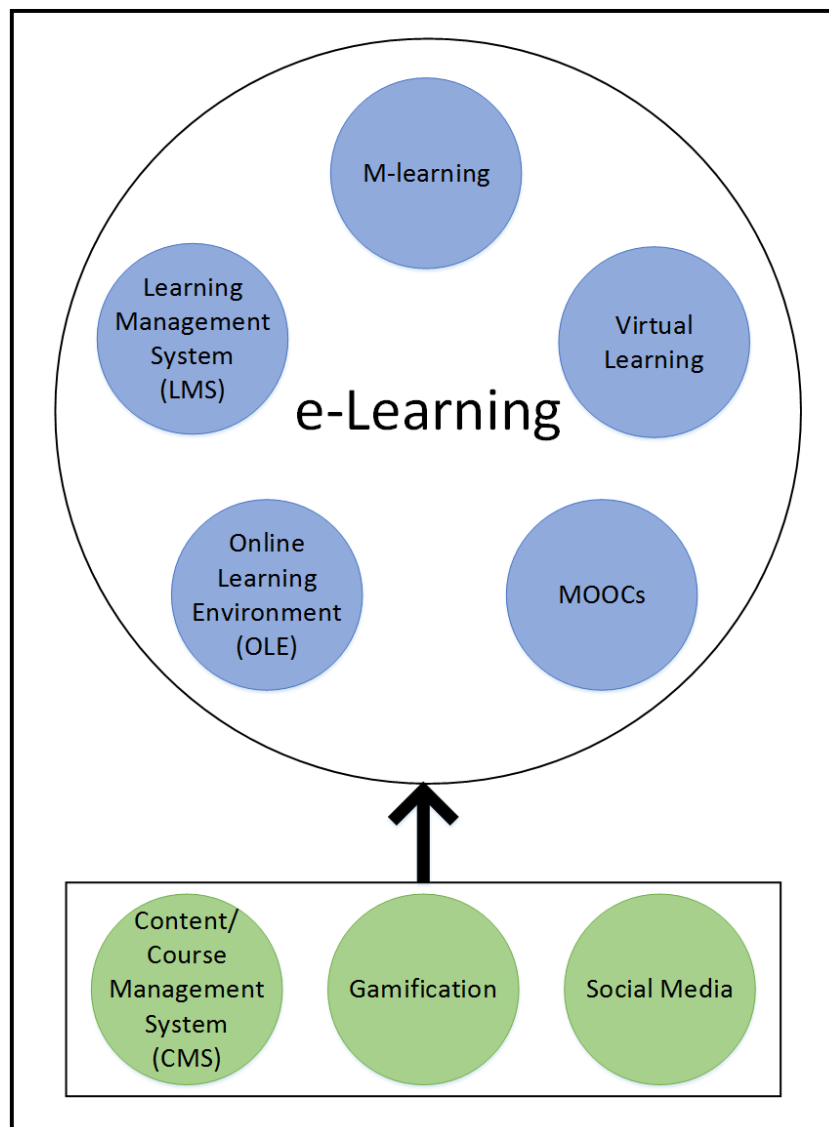 M-learning
Learning
Management
System
(LMS)
Virtual
Learning
e-Learning
Online
Learning
Environment
(OLE)
MOOCs
Content/
Course
Management
System
(CMS)
Gamification
Social Media